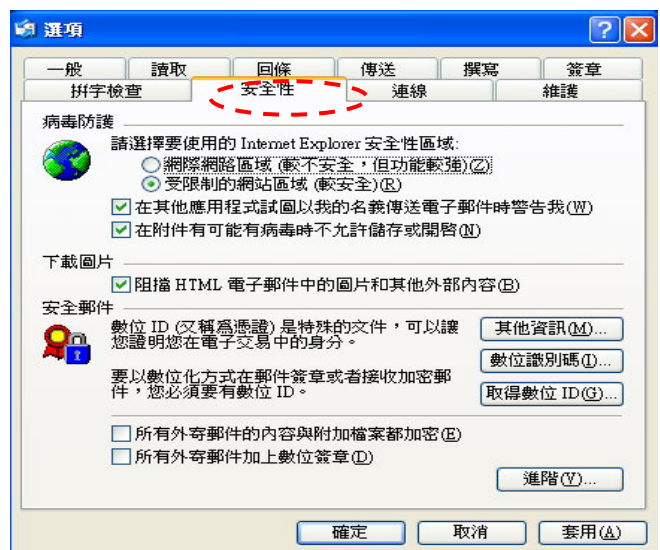 選項
一般 讀取 回條 傳送 撰寫 簽章
拼字檢查 安全性 連線 維護
病毒防護
請選擇要使用的 Internet Explorer 安全性區域:
網際網路區域 (較不安全，但功能較強)(Z)
受限制的網站區域 (較安全)(R)
在其他應用程式試圖以我的名義傳送電子郵件時警告我(W)
在附件有可能有病毒時不允許儲存或開啓(N)
下載圖片
阻擋 HTML 電子郵件中的圖片和其他外部內容(B)
安全郵件
數位 ID (又稱爲憑證) 是特殊的文件，可以讓
您證明您在電子交易中的身分。
其他資訊(M)...
數位識別碼(I)...
要以數位化方式在郵件簽章或者接收加密郵
件，您必須要有數位 ID。
取得數位 ID(G)...
所有外寄郵件的內容與附加檔案都加密(E)
所有外寄郵件加上數位簽章(D)
進階(V)...
確定 取消 套用(A)